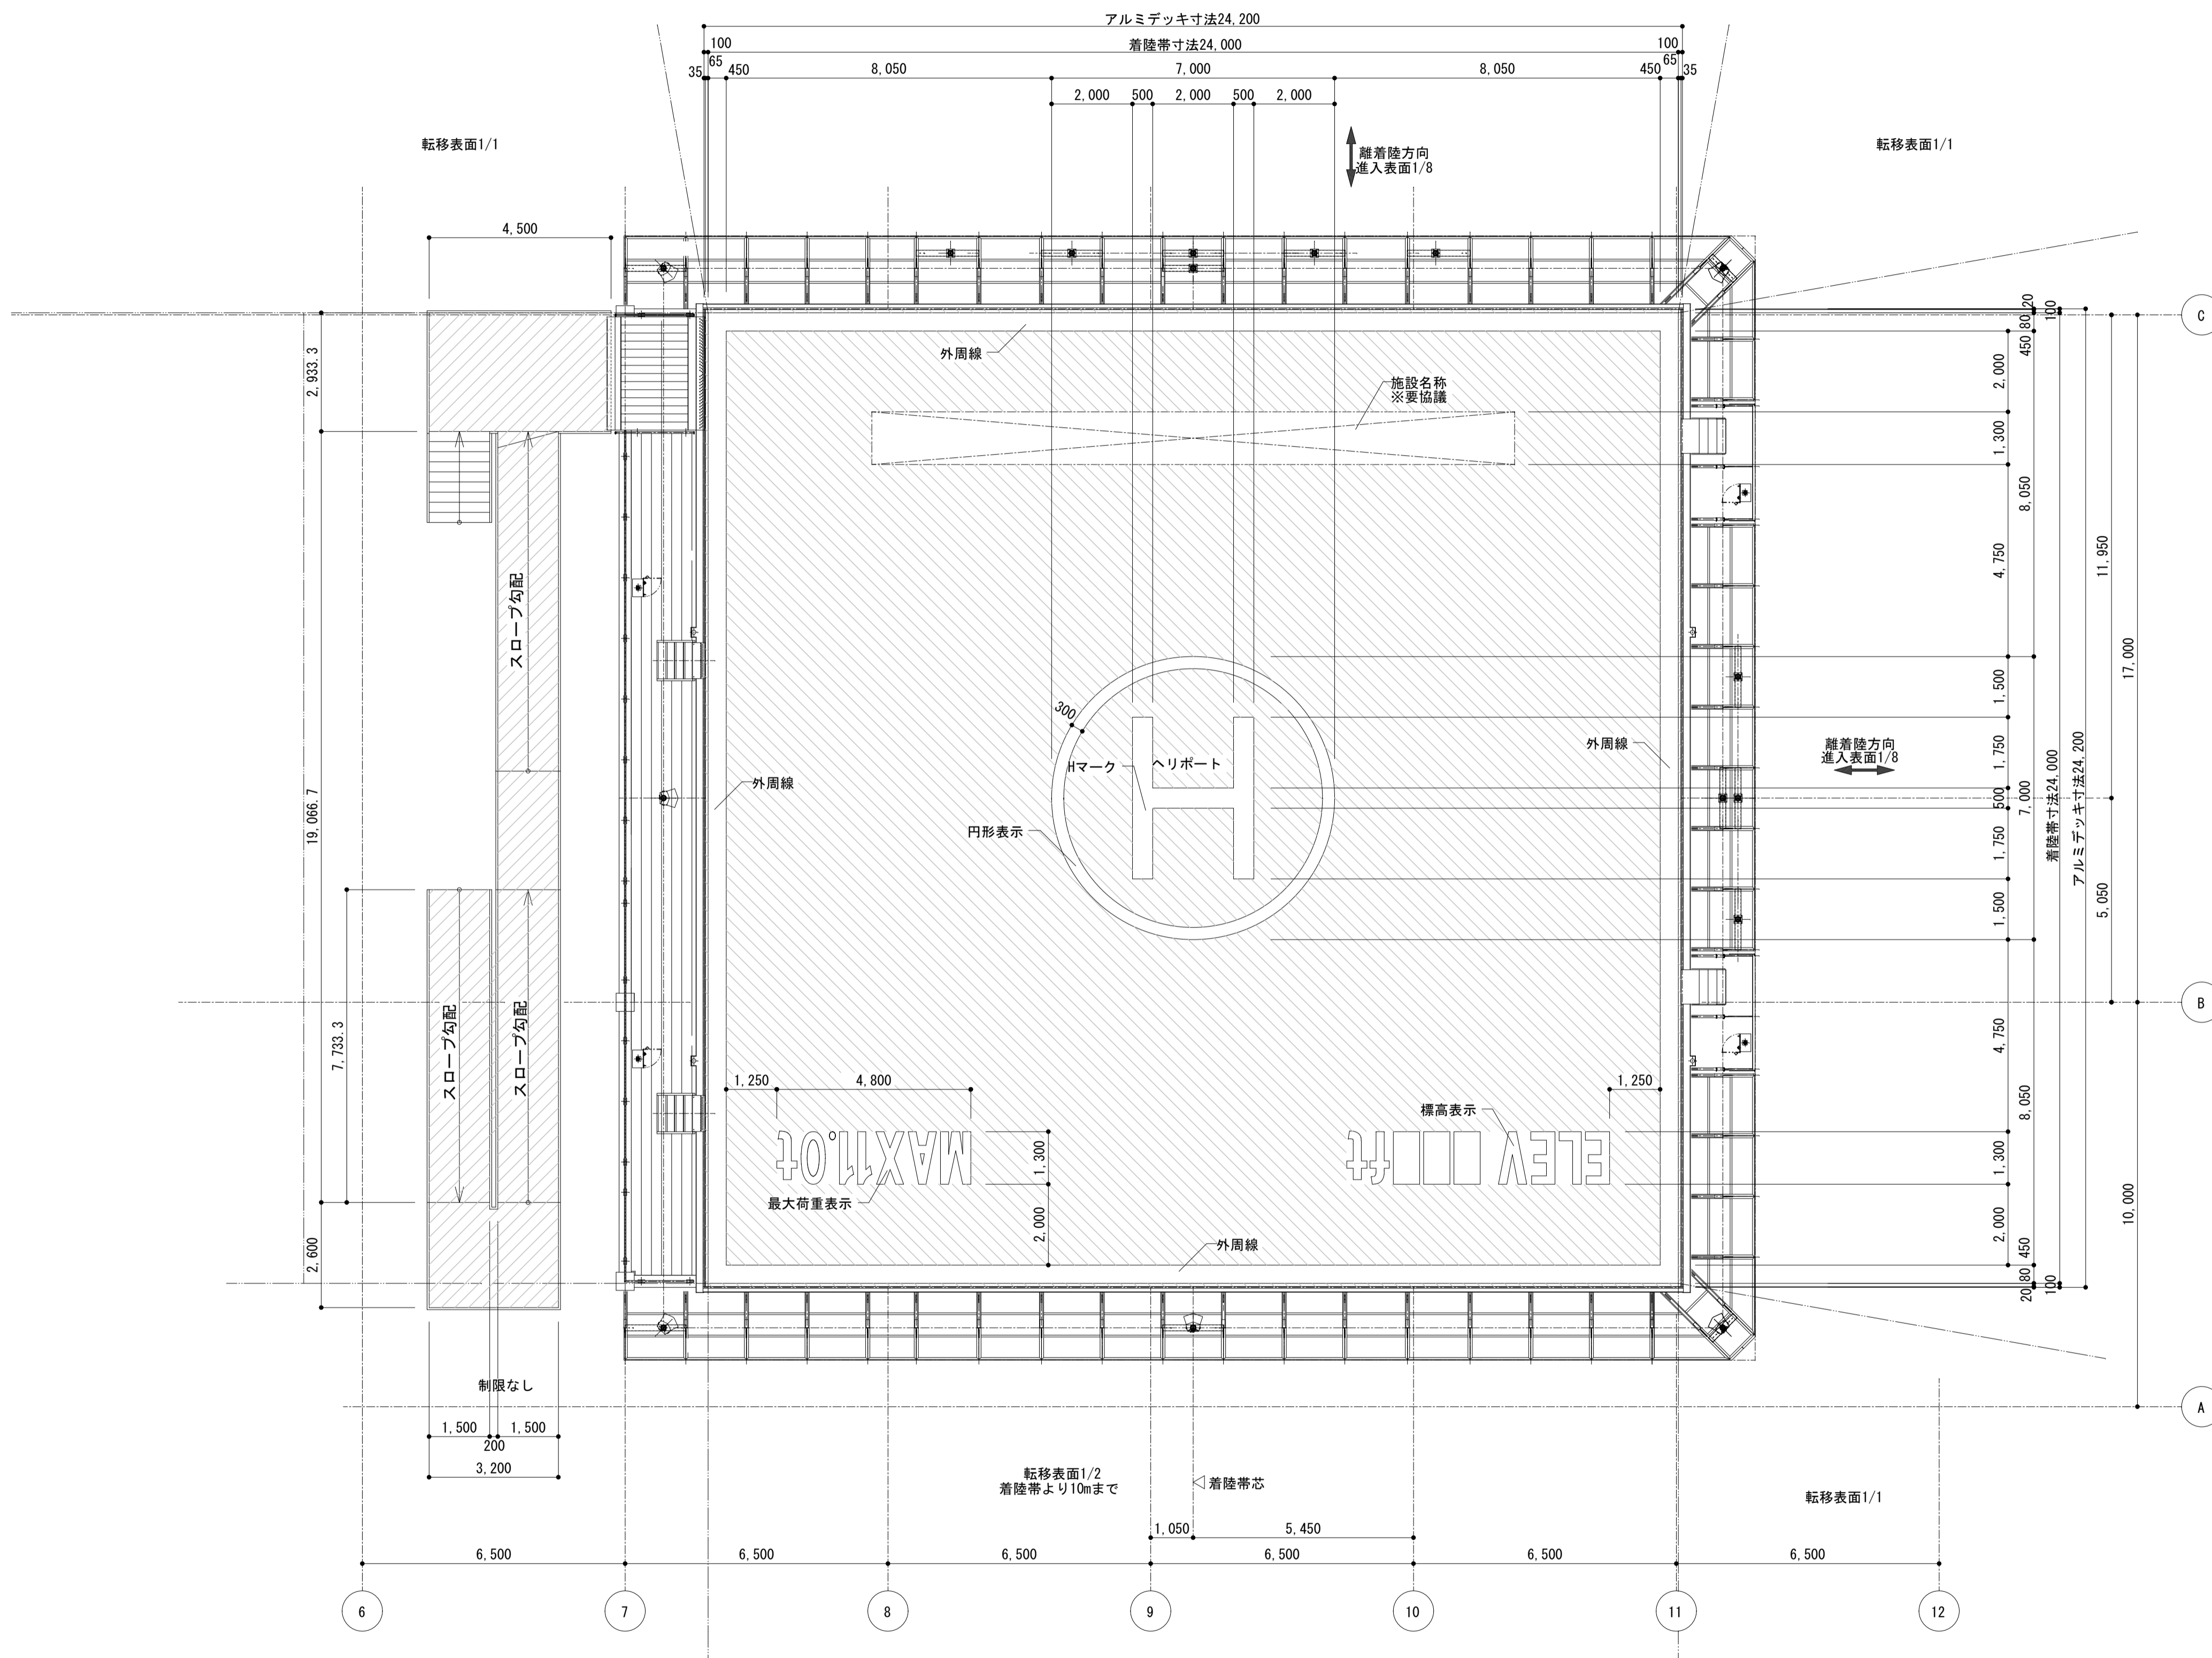 アルミデッキ寸法24,200
100
着陸帯寸法24,000
100
35
65
450
8,050
7,000
8,050
450
65
35
2,000
500
2,000
500
2,000
転移表面1/1
離着陸方向
進入表面1/8
転移表面1/1
4,500
C
20
80
100
450
2,933.3
外周線
施設名称
※要協議
2,000
1,300
8,050
4,750
11,950
スロープ勾配
17,000
1,500
300
外周線
離着陸方向
進入表面1/8
1,750
Hマーク
ヘリポート
外周線
500
7,000
着陸帯寸法24,000
アルミデッキ寸法24,200
19,066.7
円形表示
1,750
1,500
5,050
B
7,733.3
スロープ勾配
スロープ勾配
4,750
1,250
4,800
1,250
8,050
標高表示
MAX11.0t
1,300
ELEV □□ft
1,300
最大荷重表示
2,000
2,000
10,000
外周線
2,600
450
80
20
100
制限なし
A
1,500
200
1,500
3,200
転移表面1/2
着陸帯より10mまで
着陸帯芯
転移表面1/1
1,050
5,450
6,500
6,500
6,500
6,500
6,500
6,500
6
7
8
9
10
11
12